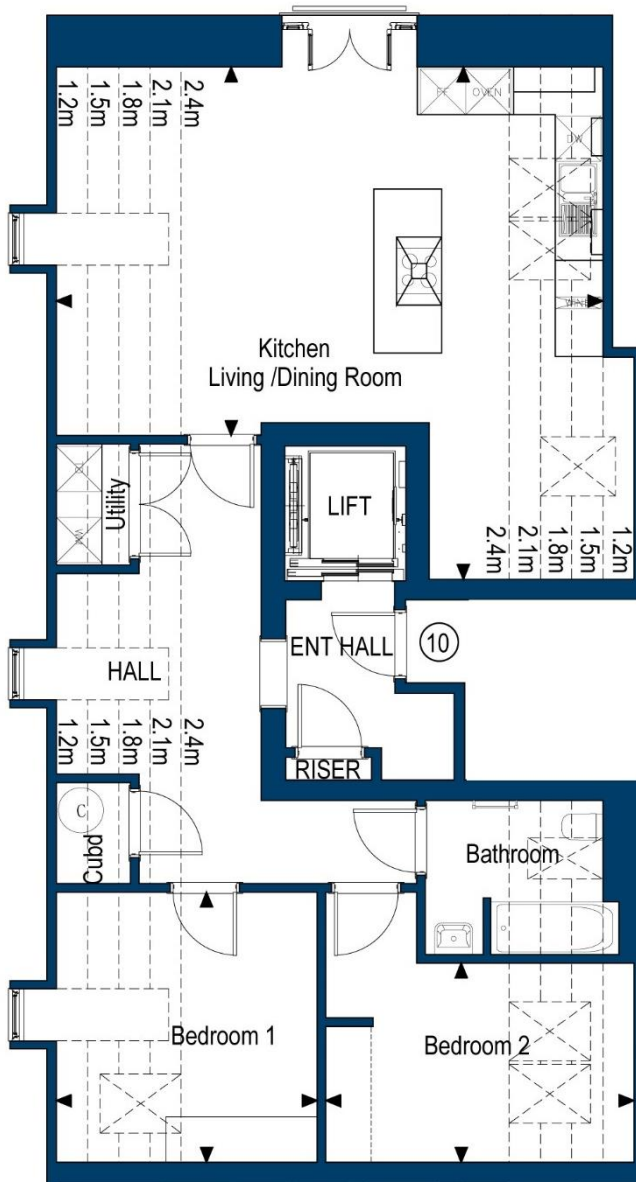 1.2m
1.5m
1.8m
2.1m
2.4m
FF
OVEN
DW
WINE
Kitchen
Living /Dining Room
Utility
WM
LIFT
2.4m
2.1m
1.8m
1.5m
1.2m
ENT HALL
10
HALL
1.2m
1.5m
1.8m
2.1m
2.4m
RISER
C
Cupd
Bathroom
Bedroom 1
Bedroom 2